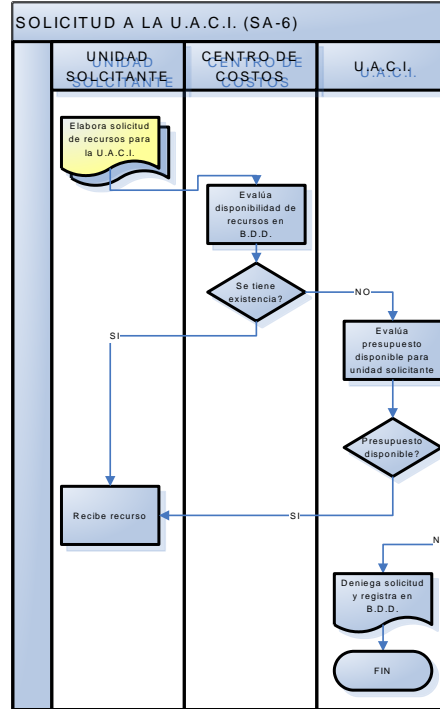 SOLICITUD A LA U.A.C.I. (SA-6)
UNIDAD
SOLCITANTE
CENTRO DE
COSTOS
U.A.C.I.
Elabora solicitud
de recursos para
la U.A.C.I.
Evalúa
disponibilidad de
recursos en
B.D.D.
Se tiene
existencia?
NO
SI
Evalúa
presupuesto
disponible para
unidad solicitante
Presupuesto
disponible?
Recibe recurso
SI
N
Deniega solicitud
y registra en
B.D.D.
FIN